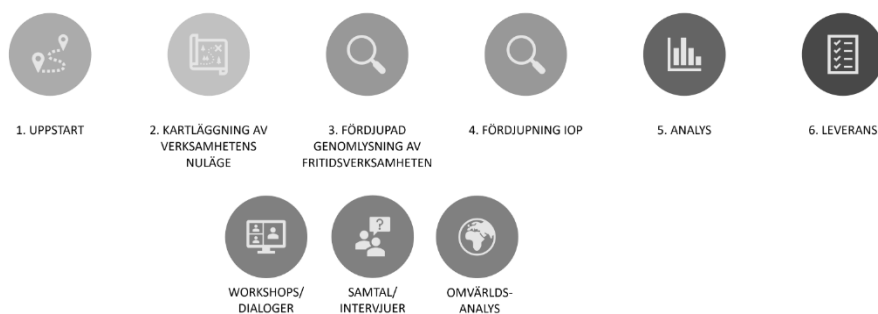 1. UPPSTART
2. KARTLÄGGNING AV
VERKSAMHETENS
NULÄGE
3. FÖRDJUPAD
GENOMLYSNING AV
FRITIDSVERKSAMHETEN
4. FÖRDJUPNING IOP
5. ANALYS
6. LEVERANS
?
WORKSHOPS/
DIALOGER
SAMTAL/
INTERVJUER
OMVÄRLDS-
ANALYS